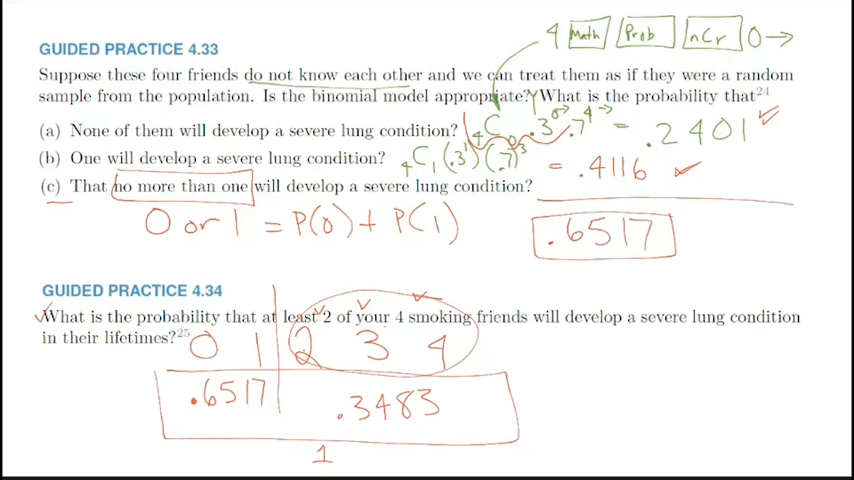 4 Math Prob nCr 0 →
GUIDED PRACTICE 4.33
Suppose these four friends do not know each other and we can treat them as if they were a random
sample from the population. Is the binomial model appropriate? What is the probability that24
(a) None of them will develop a severe lung condition? 4C0 .3^0 .7^4 = .2401
(b) One will develop a severe lung condition? 4C1 (.3^1)(.7)^3 = .4116
(c) That no more than one will develop a severe lung condition?
0 or 1 = P(0) + P(1) .6517
GUIDED PRACTICE 4.34
What is the probability that at least 2 of your 4 smoking friends will develop a severe lung condition
in their lifetimes?25
0 1 2 3 4
.6517 .3483
1